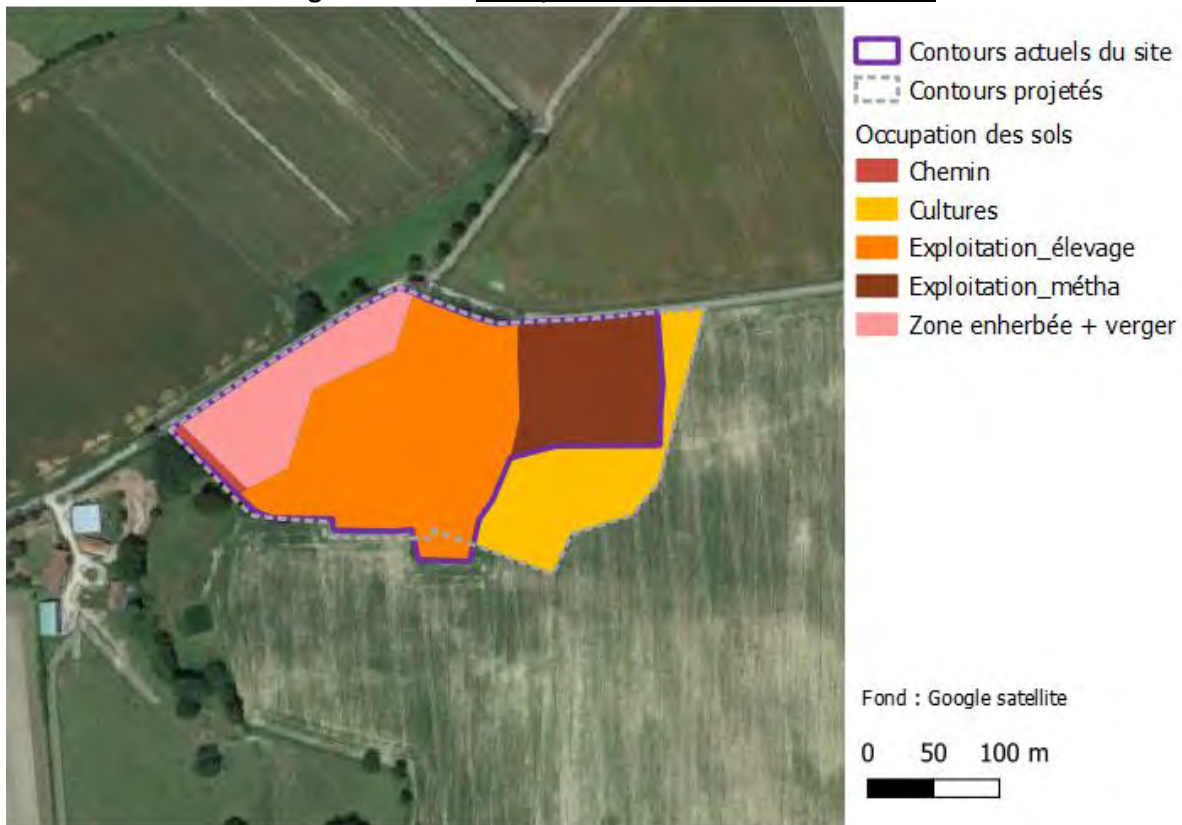 Contours actuels du site
Contours projetés
Occupation des sols
Chemin
Cultures
Exploitation_élevage
Exploitation_métha
Zone enherbée + verger
Fond : Google satellite
0 50 100 m